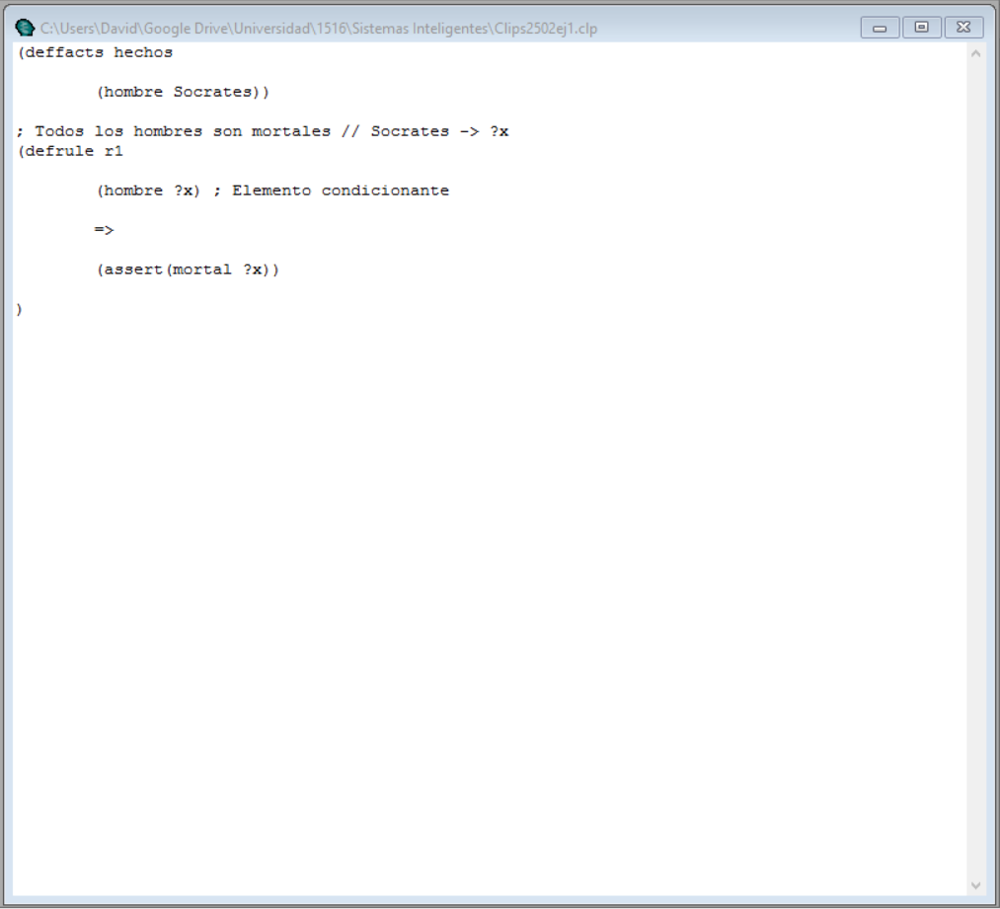 C:\Users\David\Google Drive\Universidad\1516\Sistemas Inteligentes\Clips2502ej1.clp
(deffacts hechos
(hombre Socrates))
; Todos los hombres son mortales // Socrates -> ?x
(defrule r1
(hombre ?x) ; Elemento condicionante
=>
(assert(mortal ?x))
)